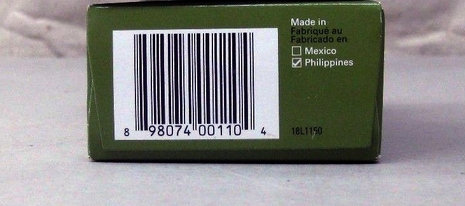 Made in
Fabriqué au
Fabricado en
Mexico
Philippines
8 98074 00110 4
18L1150